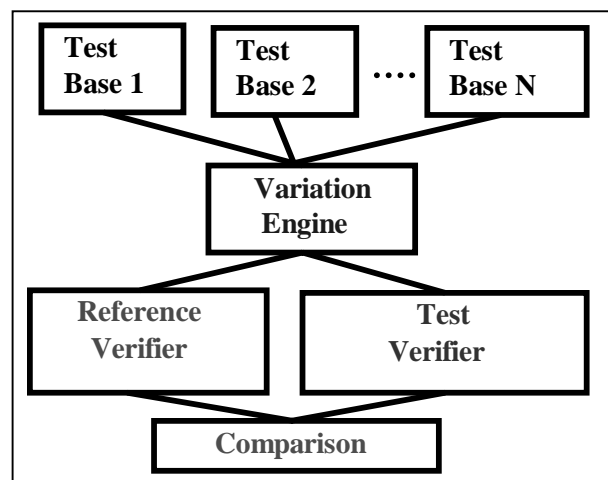 Test
Base 1
Test
Base 2
....
Test
Base N
Variation
Engine
Reference
Verifier
Test
Verifier
Comparison